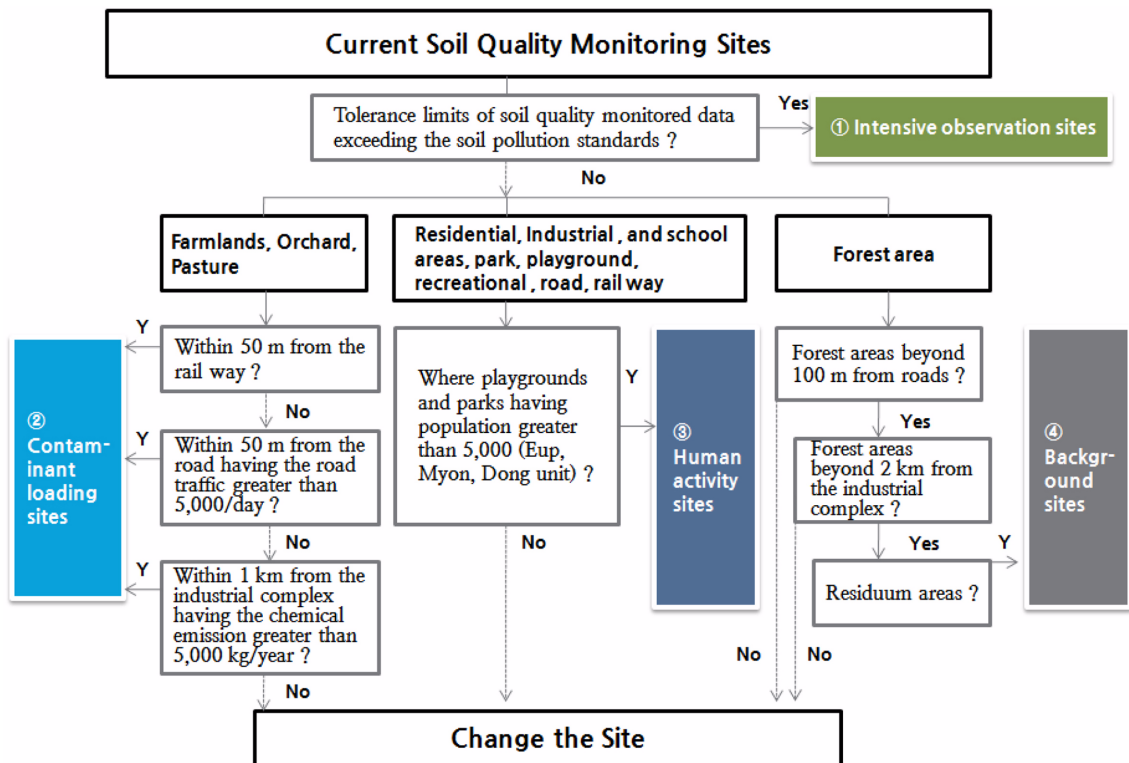 Current Soil Quality Monitoring Sites
Tolerance limits of soil quality monitored data
exceeding the soil pollution standards ?
Yes
① Intensive observation sites
No
Farmlands, Orchard,
Pasture
Residential, Industrial , and school
areas, park, playground,
recreational , road, rail way
Forest area
Y
Within 50 m from the
rail way ?
No
Y
Within 50 m from the
road having the road
traffic greater than
5,000/day ?
No
Y
Within 1 km from the
industrial complex
having the chemical
emission greater than
5,000 kg/year ?
No
②
Contam-
inant
loading
sites
Where playgrounds
and parks having
population greater
than 5,000 (Eup,
Myon, Dong unit) ?
Y
No
③
Human
activity
sites
Forest areas beyond
100 m from roads ?
Yes
Forest areas
beyond 2 km from
the industrial
complex ?
Yes
Y
Residuum areas ?
No
No
④
Backgr-
ound
sites
Change the Site